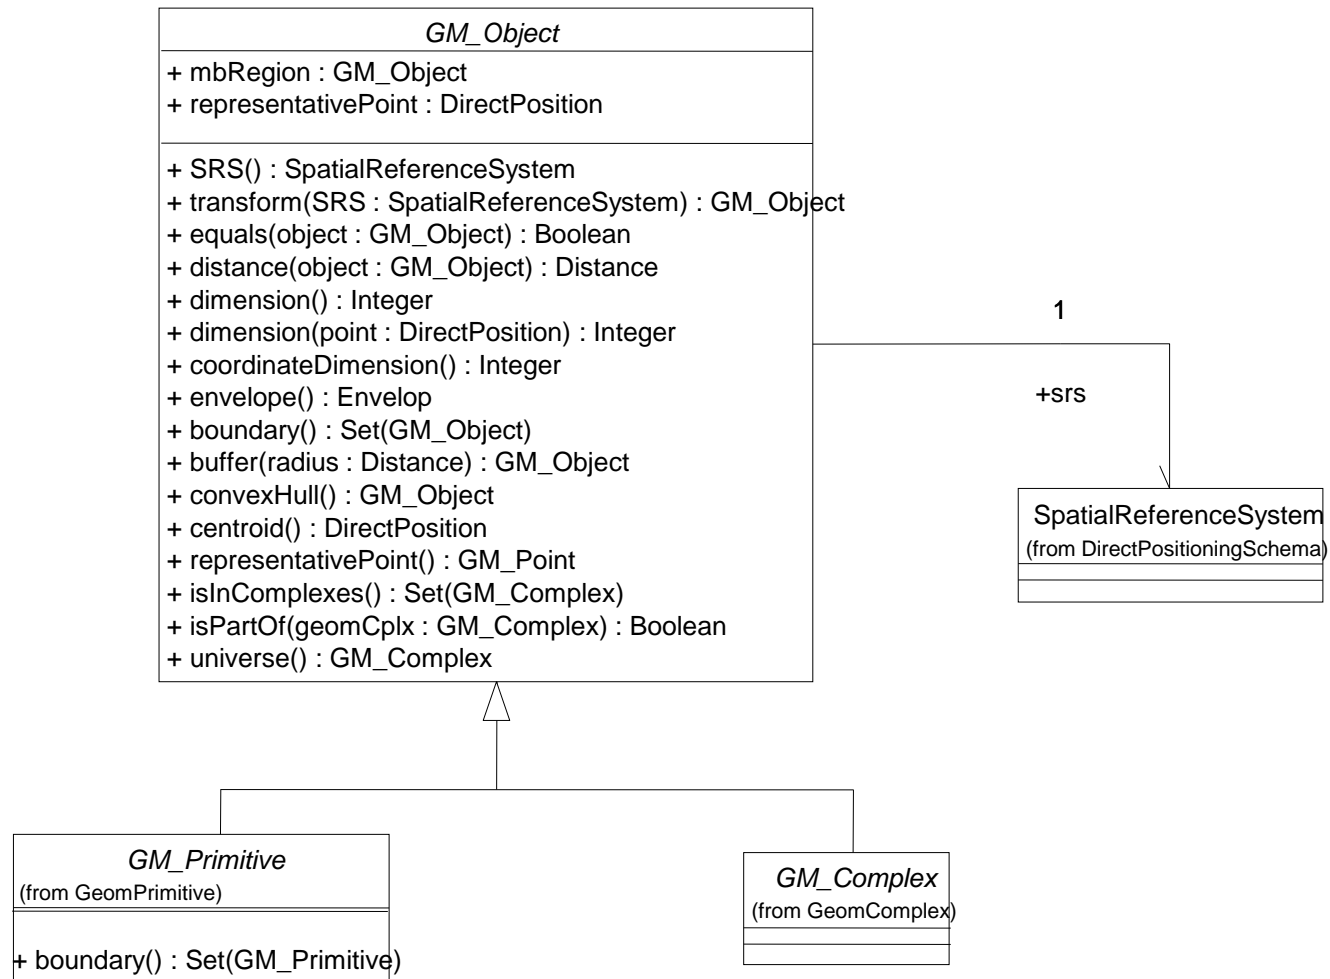 GM_Object
+ mbRegion : GM_Object
+ representativePoint : DirectPosition
+ SRS() : SpatialReferenceSystem
+ transform(SRS : SpatialReferenceSystem) : GM_Object
+ equals(object : GM_Object) : Boolean
+ distance(object : GM_Object) : Distance
+ dimension() : Integer
+ dimension(point : DirectPosition) : Integer
+ coordinateDimension() : Integer
+ envelope() : Envelop
+ boundary() : Set(GM_Object)
+ buffer(radius : Distance) : GM_Object
+ convexHull() : GM_Object
+ centroid() : DirectPosition
+ representativePoint() : GM_Point
+ isInComplexes() : Set(GM_Complex)
+ isPartOf(geomCplx : GM_Complex) : Boolean
+ universe() : GM_Complex
1
+srs
SpatialReferenceSystem
(from DirectPositioningSchema)
GM_Primitive
(from GeomPrimitive)
+ boundary() : Set(GM_Primitive)
GM_Complex
(from GeomComplex)